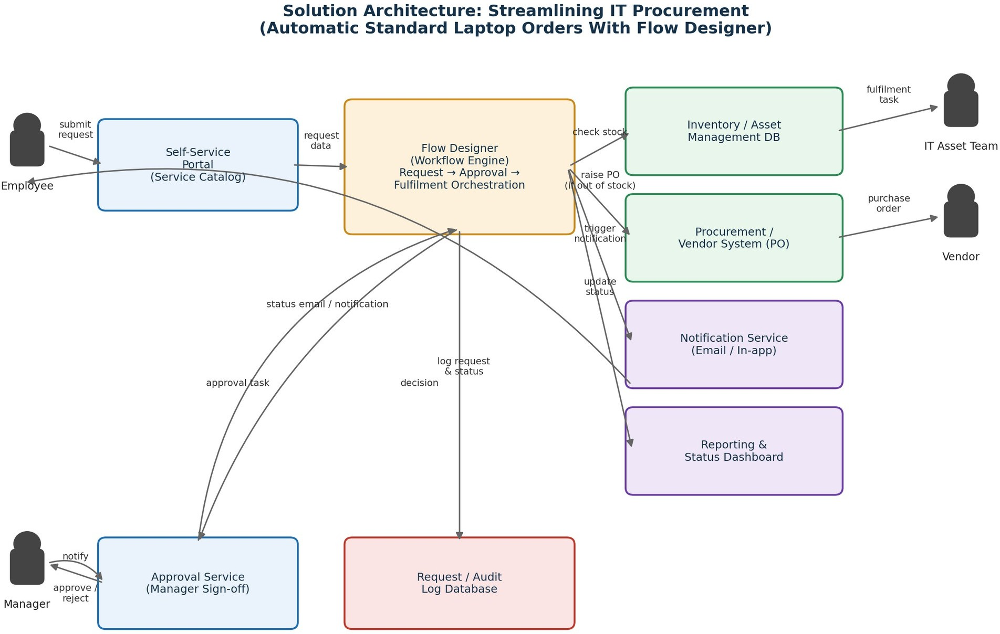 Solution Architecture: Streamlining IT Procurement
(Automatic Standard Laptop Orders With Flow Designer)
submit
request
Employee
Self-Service
Portal
(Service Catalog)
request
data
Flow Designer
(Workflow Engine)
Request → Approval →
Fulfilment Orchestration
check stock
raise PO
(if out of stock)
trigger
notification
update
status
Inventory / Asset
Management DB
fulfilment
task
IT Asset Team
Procurement /
Vendor System (PO)
purchase
order
Vendor
Notification Service
(Email / In-app)
Reporting &
Status Dashboard
status email / notification
approval task
decision
log request
& status
notify
approve /
reject
Manager
Approval Service
(Manager Sign-off)
Request / Audit
Log Database